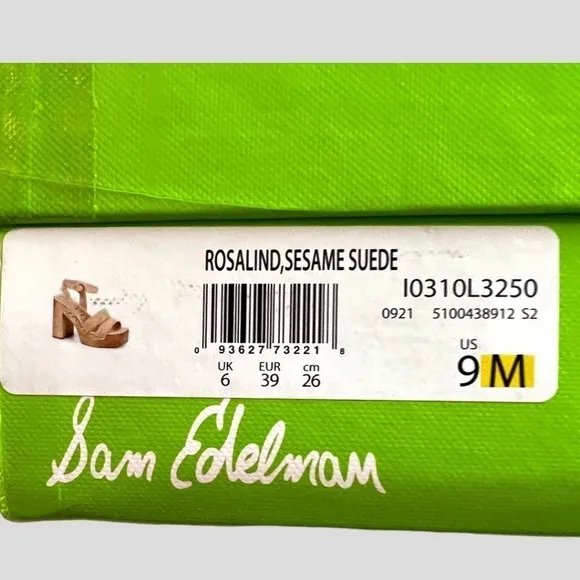 ROSALIND,SESAME SUEDE
I0310L3250
0921 5100438912 S2
0 93627 73221 8
UK EUR cm
6 39 26
US
9 M
Sam Edelman